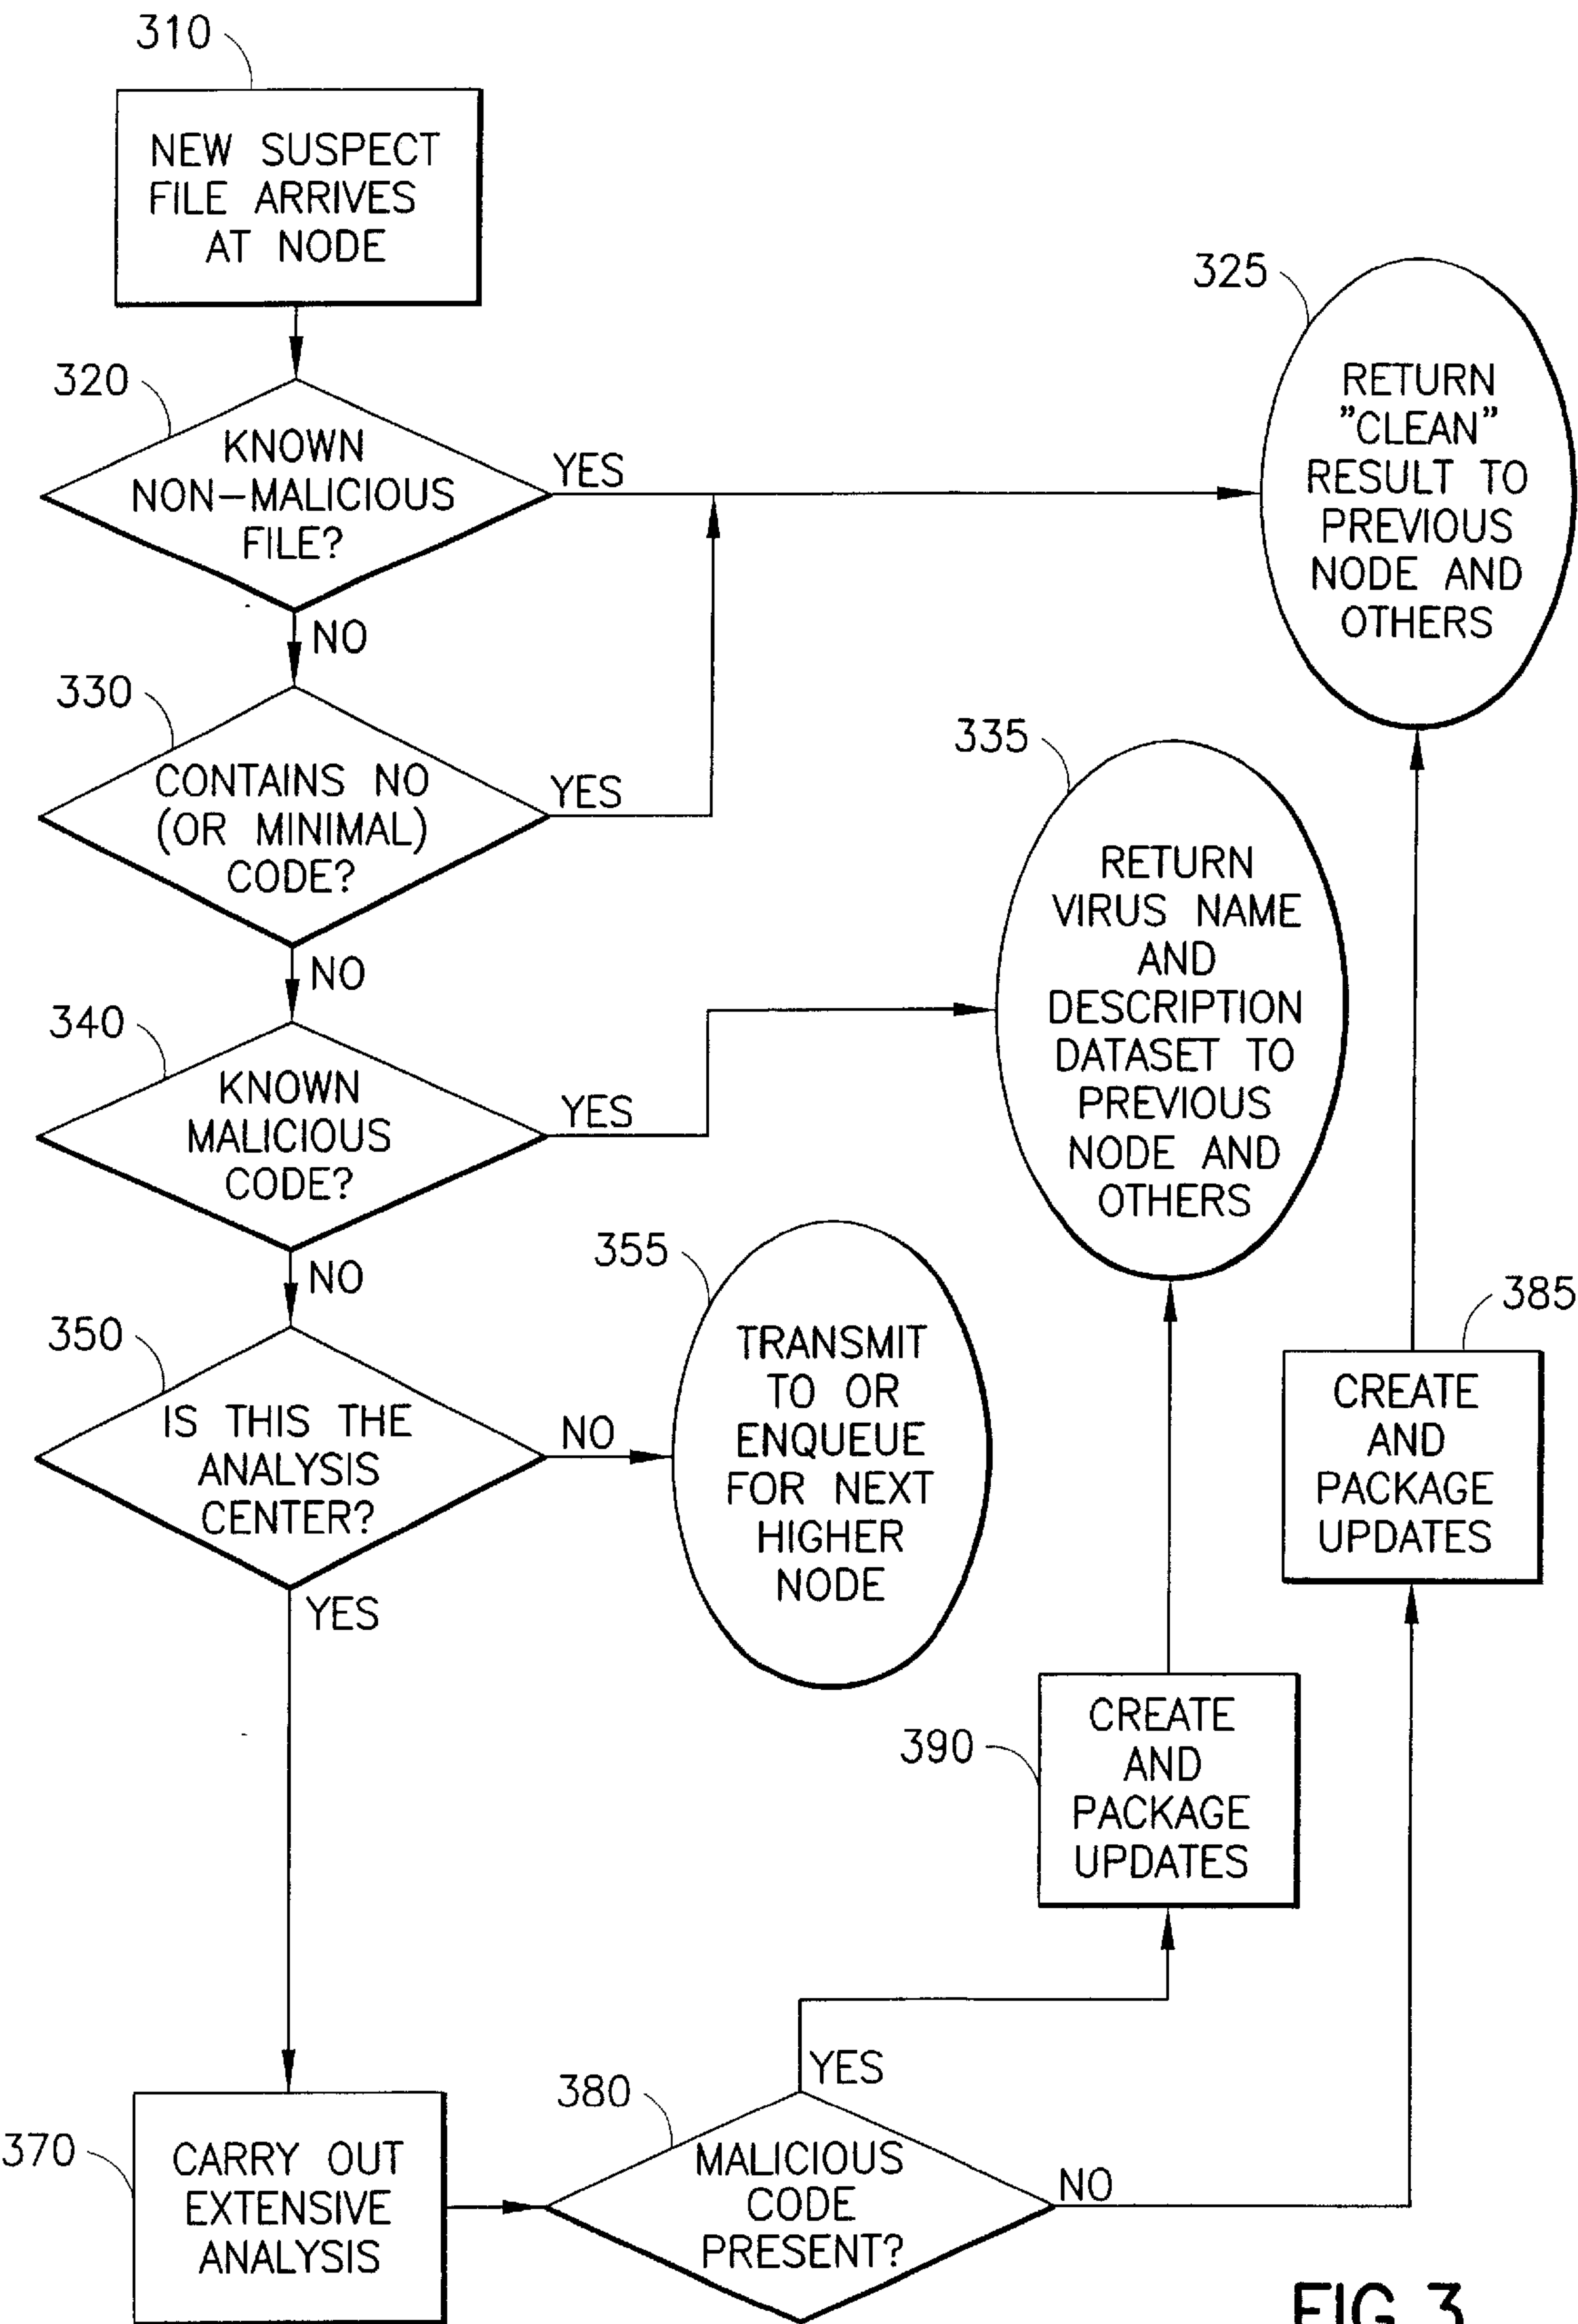 310
NEW SUSPECT
FILE ARRIVES
AT NODE
320
KNOWN
NON-MALICIOUS
FILE?
YES
NO
325
RETURN
"CLEAN"
RESULT TO
PREVIOUS
NODE AND
OTHERS
330
CONTAINS NO
(OR MINIMAL)
CODE?
YES
NO
335
RETURN
VIRUS NAME
AND
DESCRIPTION
DATASET TO
PREVIOUS
NODE AND
OTHERS
340
KNOWN
MALICIOUS
CODE?
YES
NO
350
IS THIS THE
ANALYSIS
CENTER?
NO
YES
355
TRANSMIT
TO OR
ENQUEUE
FOR NEXT
HIGHER
NODE
385
CREATE
AND
PACKAGE
UPDATES
390
CREATE
AND
PACKAGE
UPDATES
370
CARRY OUT
EXTENSIVE
ANALYSIS
380
MALICIOUS
CODE
PRESENT?
YES
NO
FIG. 3